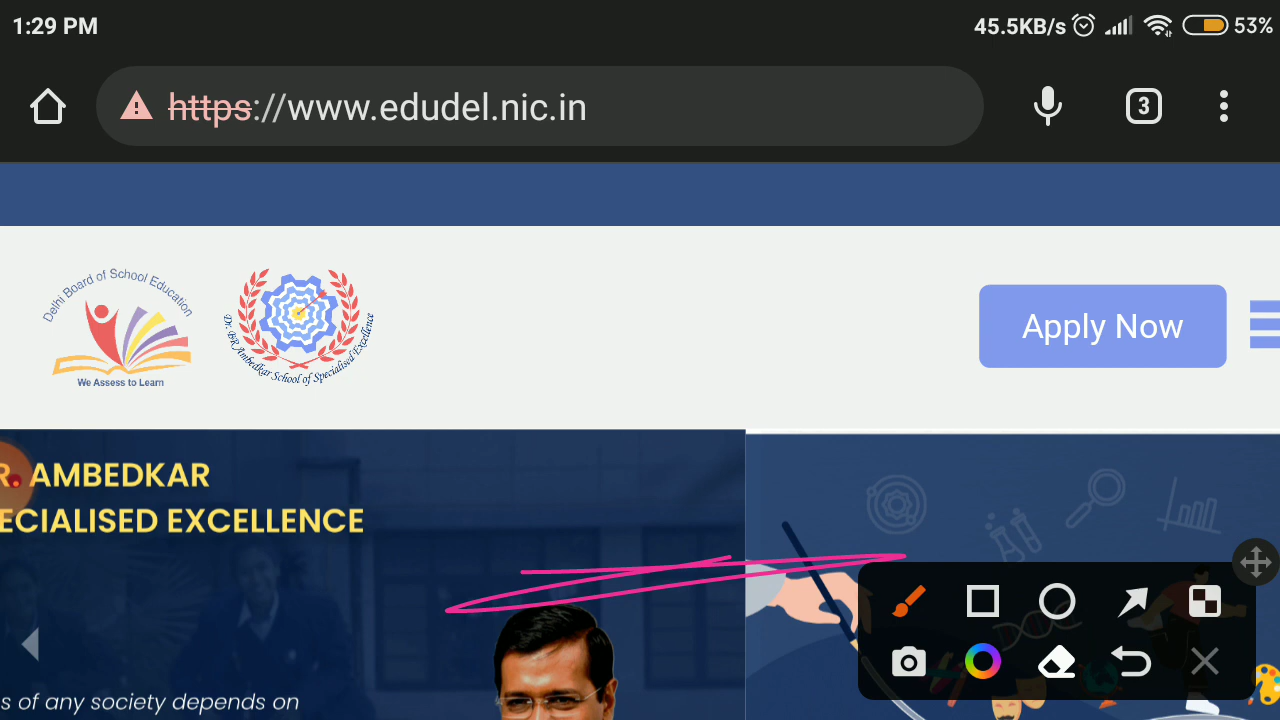 1:29 PM
45.5KB/s
53%
https://www.edudel.nic.in
3
Delhi Board of School Education
We Assess to Learn
Dr. BR Ambedkar School of Specialised Excellence
Apply Now
R. AMBEDKAR
ECIALISED EXCELLENCE
s of any society depends on